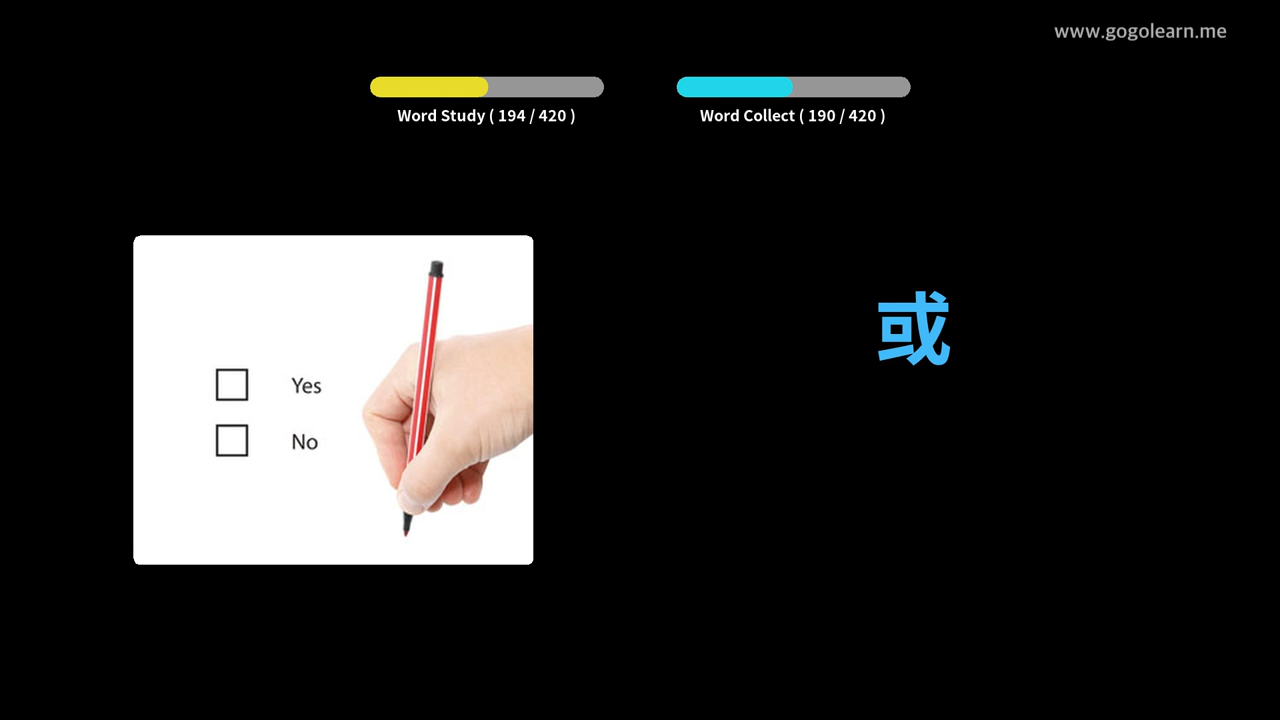 www.gogolearn.me
Word Study ( 194 / 420 )
Word Collect ( 190 / 420 )
Yes
No
或